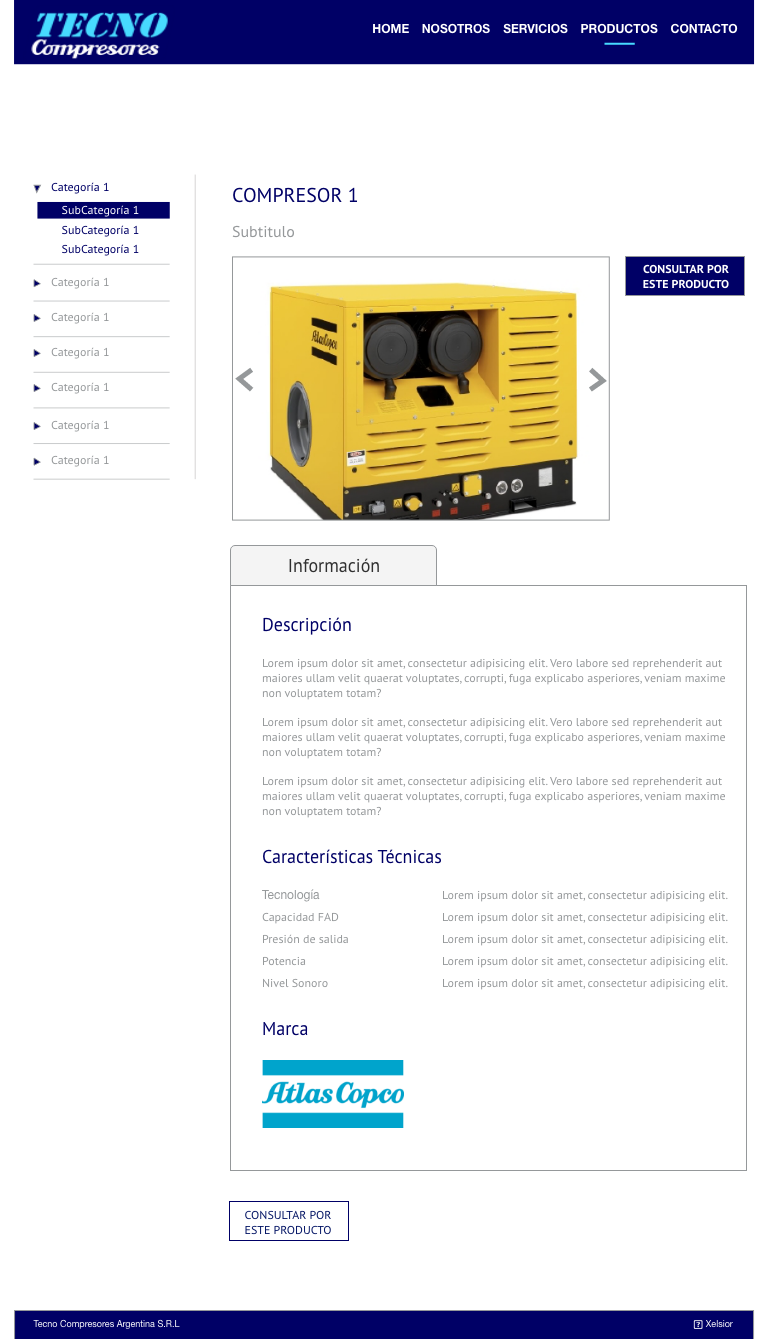 TECNO
Compresores
HOME NOSOTROS SERVICIOS PRODUCTOS CONTACTO
Categoría 1
SubCategoría 1
SubCategoría 1
SubCategoría 1
Categoría 1
Categoría 1
Categoría 1
Categoría 1
Categoría 1
Categoría 1
COMPRESOR 1
Subtitulo
CONSULTAR POR
ESTE PRODUCTO
Atlas Copco
Información
Descripción
Lorem ipsum dolor sit amet, consectetur adipisicing elit. Vero labore sed reprehenderit aut
maiores ullam velit quaerat voluptates, corrupti, fuga explicabo asperiores, veniam maxime
non voluptatem totam?
Lorem ipsum dolor sit amet, consectetur adipisicing elit. Vero labore sed reprehenderit aut
maiores ullam velit quaerat voluptates, corrupti, fuga explicabo asperiores, veniam maxime
non voluptatem totam?
Lorem ipsum dolor sit amet, consectetur adipisicing elit. Vero labore sed reprehenderit aut
maiores ullam velit quaerat voluptates, corrupti, fuga explicabo asperiores, veniam maxime
non voluptatem totam?
Características Técnicas
Tecnología Lorem ipsum dolor sit amet, consectetur adipisicing elit.
Capacidad FAD Lorem ipsum dolor sit amet, consectetur adipisicing elit.
Presión de salida Lorem ipsum dolor sit amet, consectetur adipisicing elit.
Potencia Lorem ipsum dolor sit amet, consectetur adipisicing elit.
Nivel Sonoro Lorem ipsum dolor sit amet, consectetur adipisicing elit.
Marca
Atlas Copco
CONSULTAR POR
ESTE PRODUCTO
Tecno Compresores Argentina S.R.L
? Xelsior